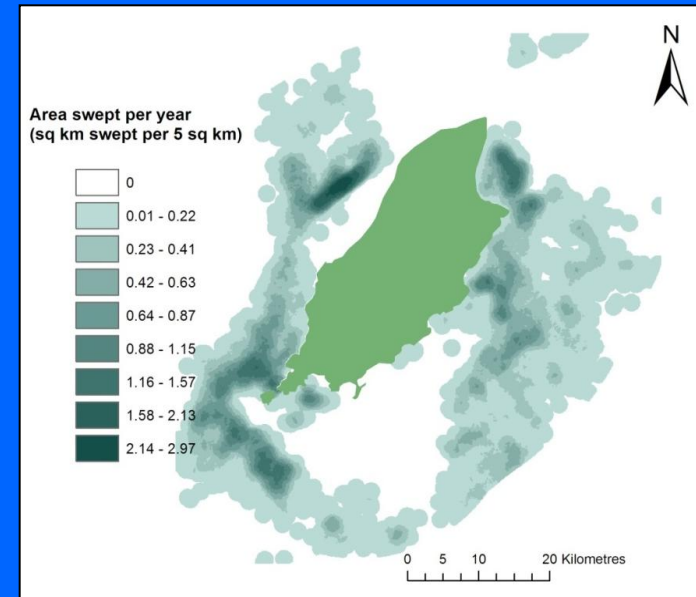 N
Area swept per year
(sq km swept per 5 sq km)
0
0.01 - 0.22
0.23 - 0.41
0.42 - 0.63
0.64 - 0.87
0.88 - 1.15
1.16 - 1.57
1.58 - 2.13
2.14 - 2.97
0 5 10 20 Kilometres